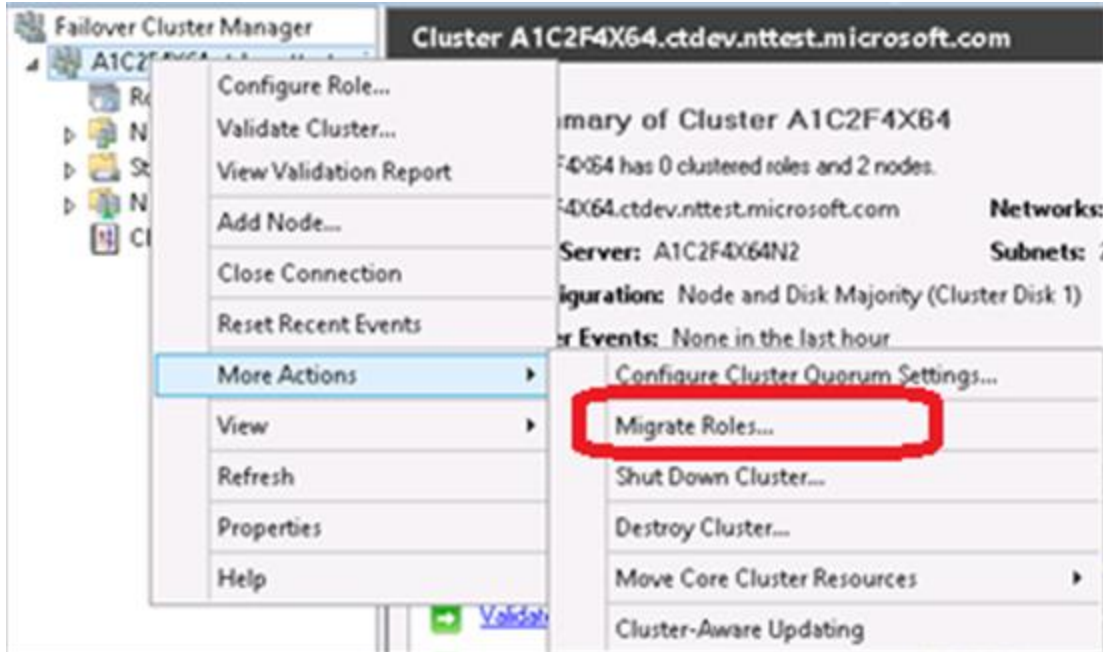 Failover Cluster Manager
Cluster A1C2F4X64.ctdev.nttest.microsoft.com
Configure Role...
Validate Cluster...
View Validation Report
Add Node...
Close Connection
Reset Recent Events
More Actions
View
Refresh
Properties
Help
mary of Cluster A1C2F4X64
F4X64 has 0 clustered roles and 2 nodes.
F4X64.ctdev.nttest.microsoft.com Networks:
Server: A1C2F4X64N2 Subnets:
iguration: Node and Disk Majority (Cluster Disk 1)
er Events: None in the last hour
Configure Cluster Quorum Settings...
Migrate Roles...
Shut Down Cluster...
Destroy Cluster...
Move Core Cluster Resources
Cluster-Aware Updating
Validat